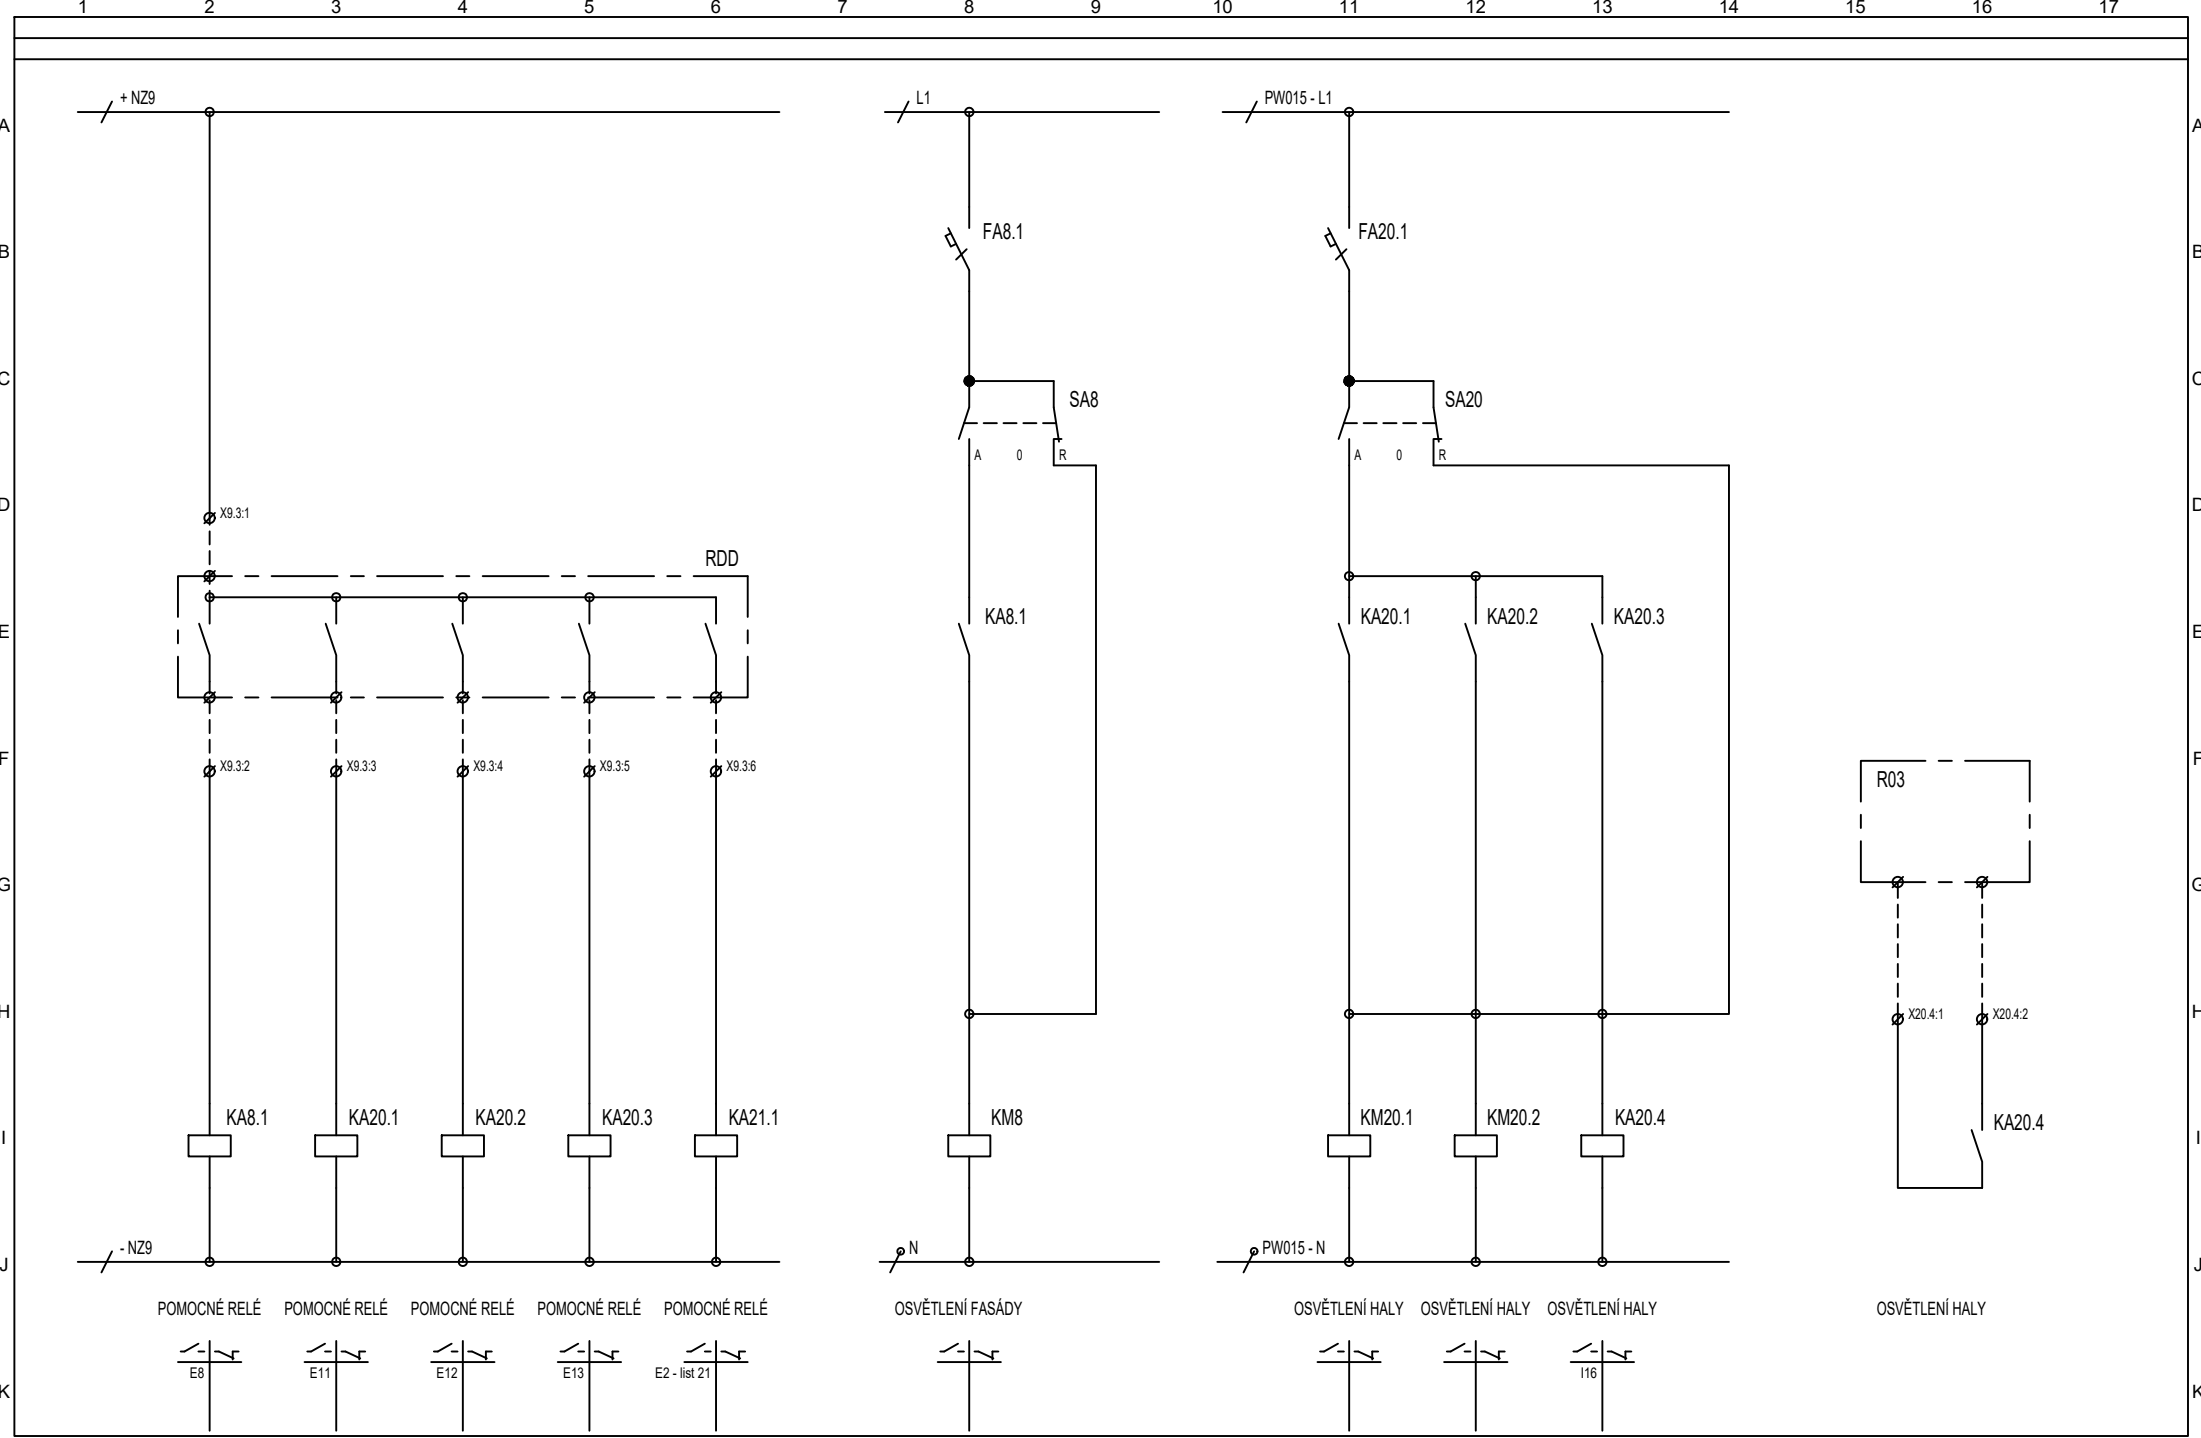 1 2 3 4 5 6 7 8 9 10 11 12 13 14 15 16 17
+ NZ9 L1 PW015 - L1
A A
FA8.1 FA20.1
B B
C C
SA8 SA20
A 0 R A 0 R
D D
X9.3:1
RDD
KA8.1 KA20.1 KA20.2 KA20.3
E E
F F
X9.3:2 X9.3:3 X9.3:4 X9.3:5 X9.3:6
R03
G G
H H
X20.4:1 X20.4:2
KA8.1 KA20.1 KA20.2 KA20.3 KA21.1 KM8 KM20.1 KM20.2 KA20.4 KA20.4
I I
- NZ9 N PW015 - N
J J
POMOCNÉ RELÉ POMOCNÉ RELÉ POMOCNÉ RELÉ POMOCNÉ RELÉ POMOCNÉ RELÉ OSVĚTLENÍ FASÁDY OSVĚTLENÍ HALY OSVĚTLENÍ HALY OSVĚTLENÍ HALY OSVĚTLENÍ HALY
E8 E11 E12 E13 E2 - list 21 I16
K K